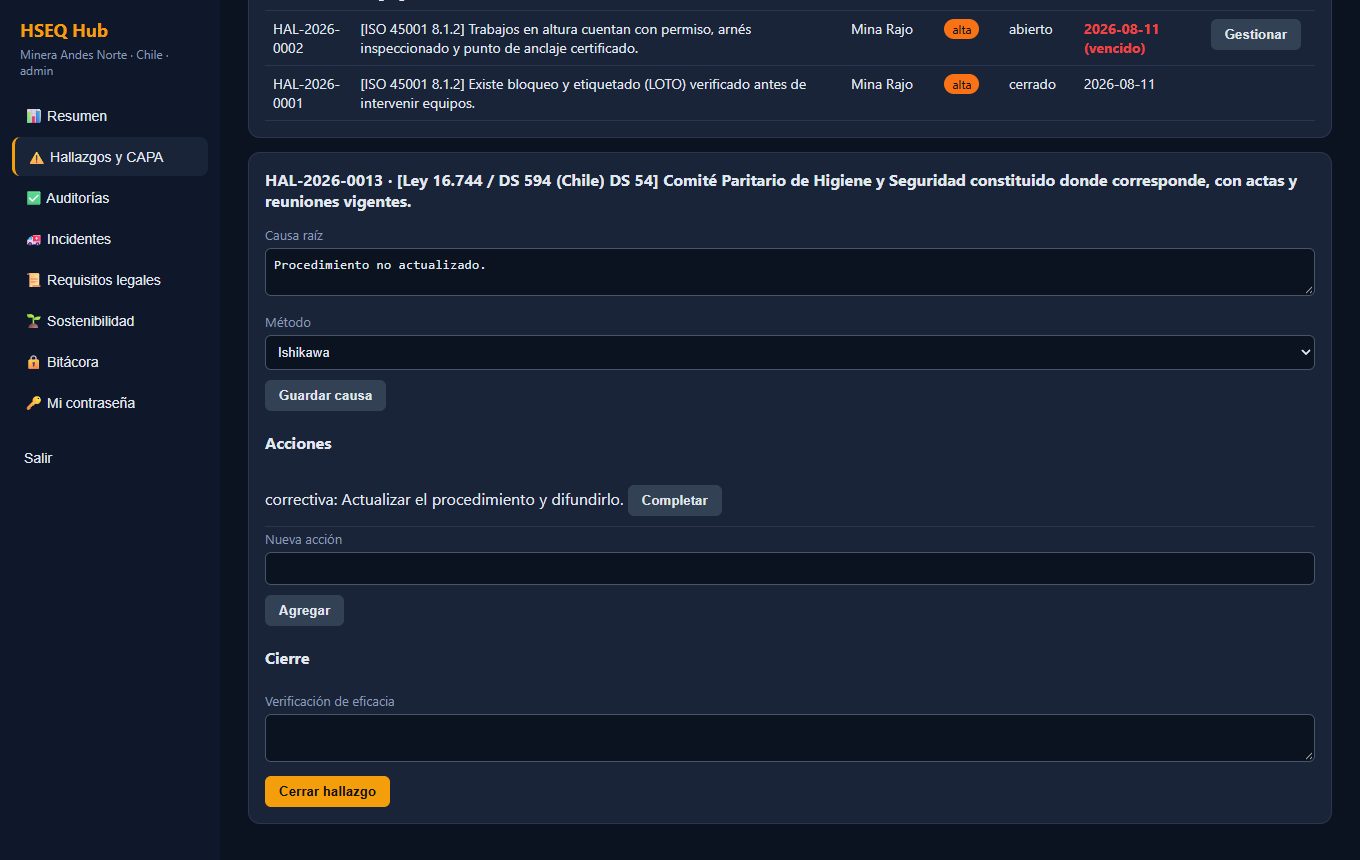 HSEQ Hub
Minera Andes Norte · Chile ·
admin
Resumen
Hallazgos y CAPA
Auditorías
Incidentes
Requisitos legales
Sostenibilidad
Bitácora
Mi contraseña
Salir
HAL-2026-0002 [ISO 45001 8.1.2] Trabajos en altura cuentan con permiso, arnés inspeccionado y punto de anclaje certificado. Mina Rajo alta abierto 2026-08-11 (vencido) Gestionar
HAL-2026-0001 [ISO 45001 8.1.2] Existe bloqueo y etiquetado (LOTO) verificado antes de intervenir equipos. Mina Rajo alta cerrado 2026-08-11
HAL-2026-0013 · [Ley 16.744 / DS 594 (Chile) DS 54] Comité Paritario de Higiene y Seguridad constituido donde corresponde, con actas y
reuniones vigentes.
Causa raíz
Procedimiento no actualizado.
Método
Ishikawa
Guardar causa
Acciones
correctiva: Actualizar el procedimiento y difundirlo. Completar
Nueva acción
Agregar
Cierre
Verificación de eficacia
Cerrar hallazgo